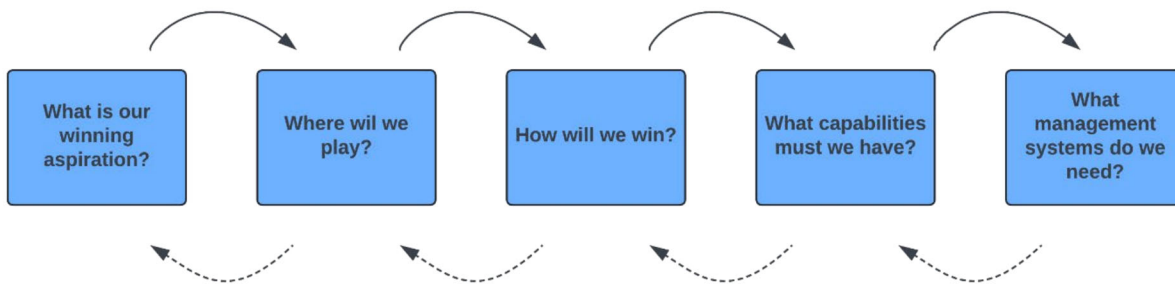 What is our
winning
aspiration?
Where wil we
play?
How will we win?
What capabilities
must we have?
What
management
systems do we
need?